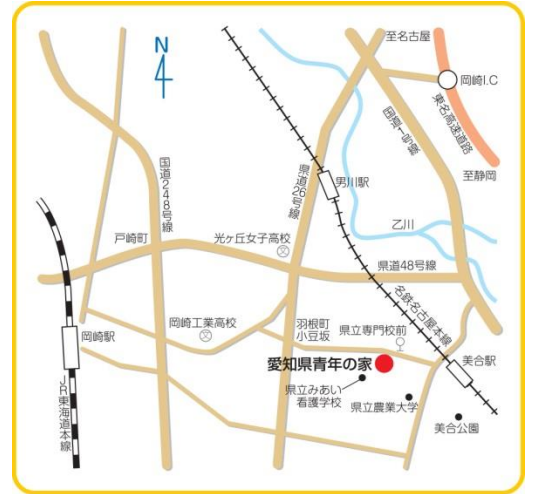 至名古屋
N
岡崎I.C
東名高速道路
国道1号線
至静岡
国道248号線
県道26号線
男川駅
乙川
戸崎町
光ヶ丘女子高校
県道48号線
名鉄名古屋本線
岡崎工業高校
羽根町
小豆坂
県立専門校前
岡崎駅
美合駅
愛知県青年の家
県立みあい
看護学校
県立農業大学
美合公園
JR東海道本線